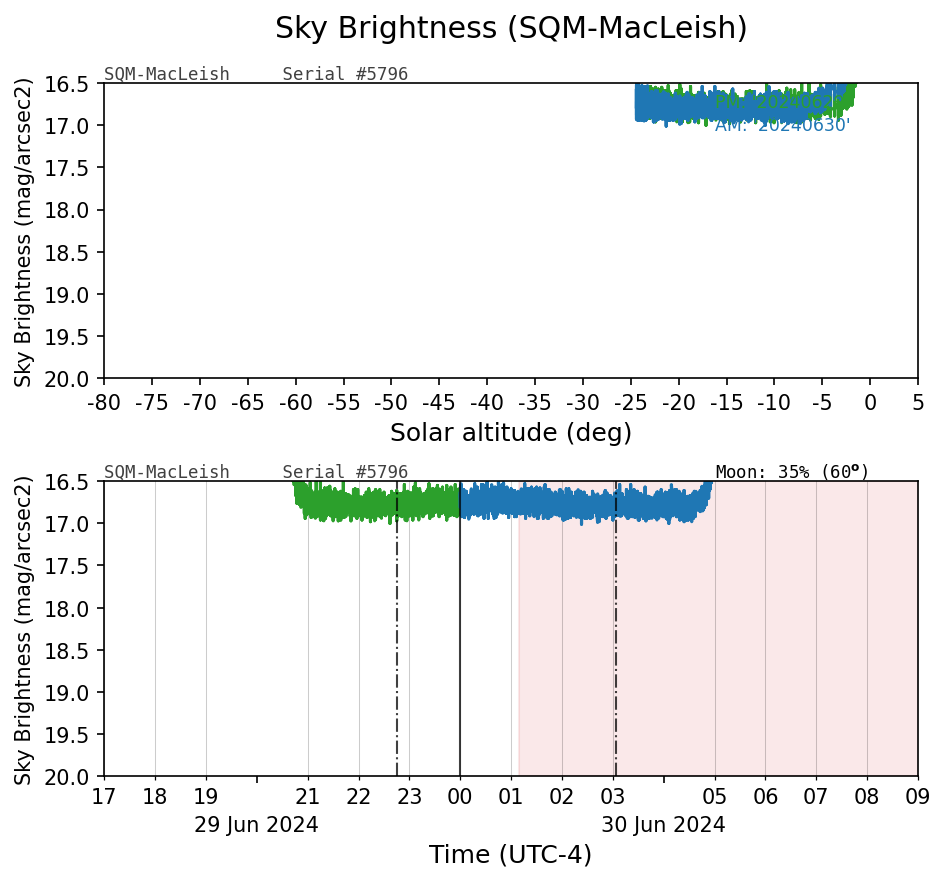 Sky Brightness (SQM-MacLeish)
SQM-MacLeish Serial #5796
Sky Brightness (mag/arcsec2)
16.5
17.0
17.5
18.0
18.5
19.0
19.5
20.0
AM: '20240630'
-80 -75 -70 -65 -60 -55 -50 -45 -40 -35 -30 -25 -20 -15 -10 -5 0 5
Solar altitude (deg)
SQM-MacLeish Serial #5796 Moon: 35% (60°)
Sky Brightness (mag/arcsec2)
16.5
17.0
17.5
18.0
18.5
19.0
19.5
20.0
17 18 19 21 22 23 00 01 02 03 05 06 07 08 09
29 Jun 2024 30 Jun 2024
Time (UTC-4)